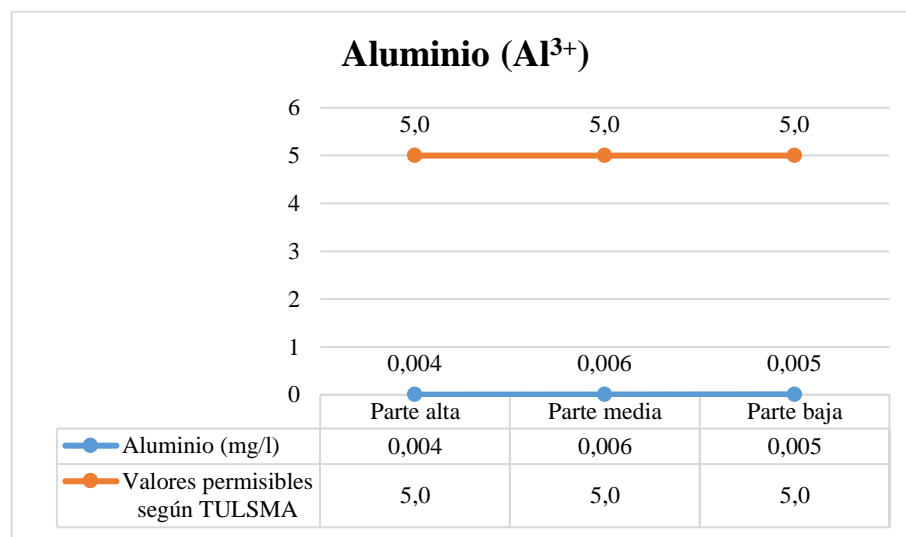 Aluminio (Al³⁺)
6
5,0 5,0 5,0
5
4
3
2
1
0,004 0,006 0,005
0
Parte alta Parte media Parte baja
Aluminio (mg/l) 0,004 0,006 0,005
Valores permisibles
según TULSMA 5,0 5,0 5,0